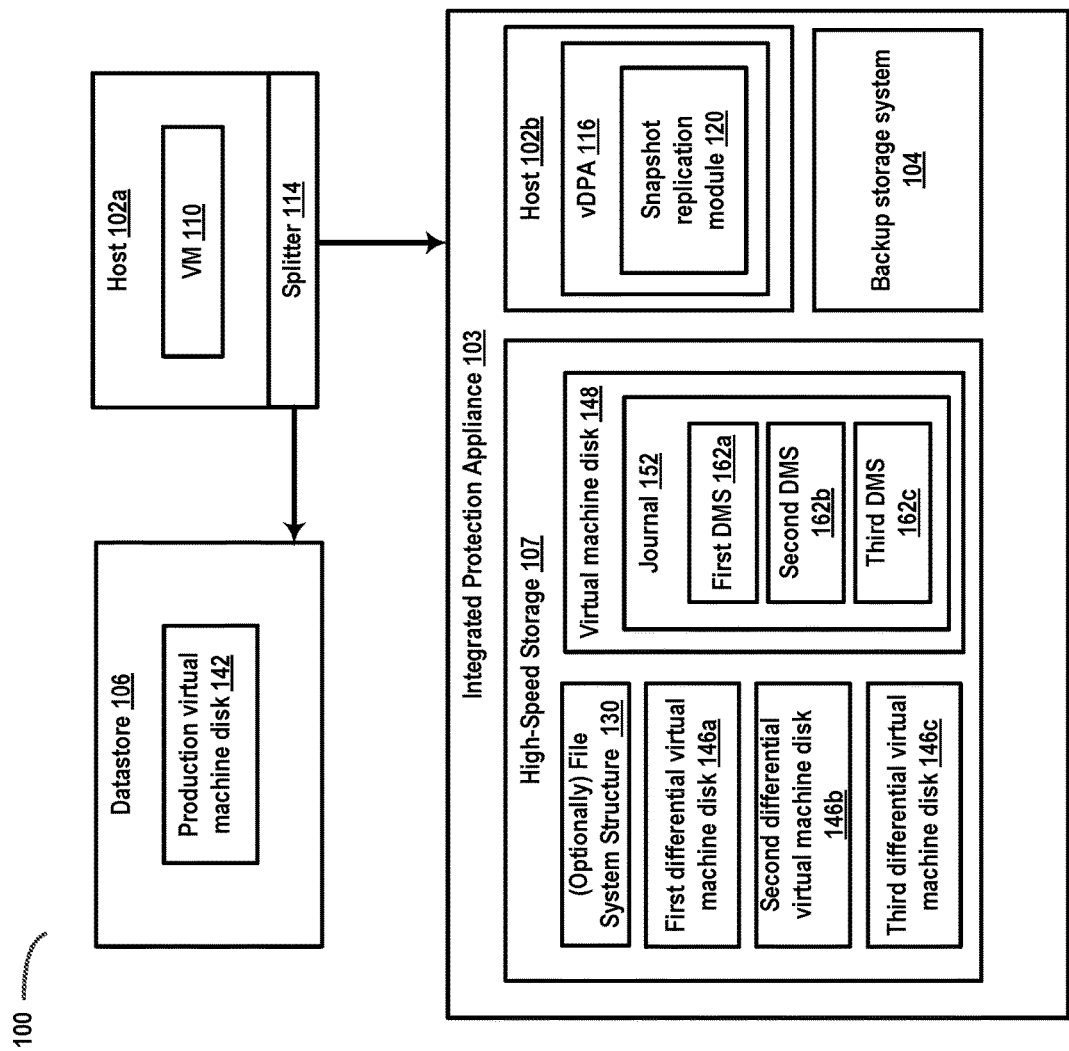 100
Datastore 106
Production virtual
machine disk 142
Host 102a
VM 110
Splitter 114
Integrated Protection Appliance 103
High-Speed Storage 107
(Optionally) File
System Structure 130
First differential virtual
machine disk 146a
Second differential
virtual machine disk
146b
Third differential virtual
machine disk 146c
Virtual machine disk 148
Journal 152
First DMS 162a
Second DMS
162b
Third DMS
162c
Host 102b
vDPA 116
Snapshot
replication
module 120
Backup storage system
104